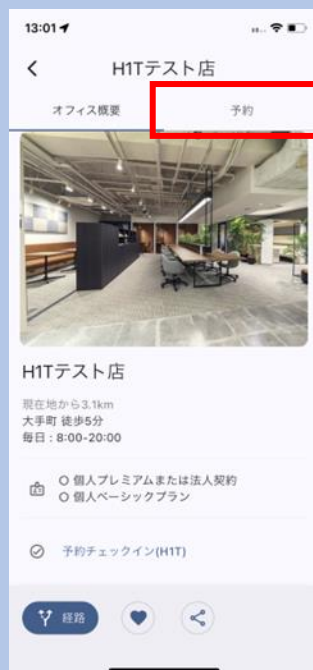 13:01
H1Tテスト店
オフィス概要
予約
H1Tテスト店
現在地から3.1km
大手町 徒歩5分
毎日：8:00-20:00
○ 個人プレミアムまたは法人契約
○ 個人ベーシックプラン
予約チェックイン(H1T)
経路